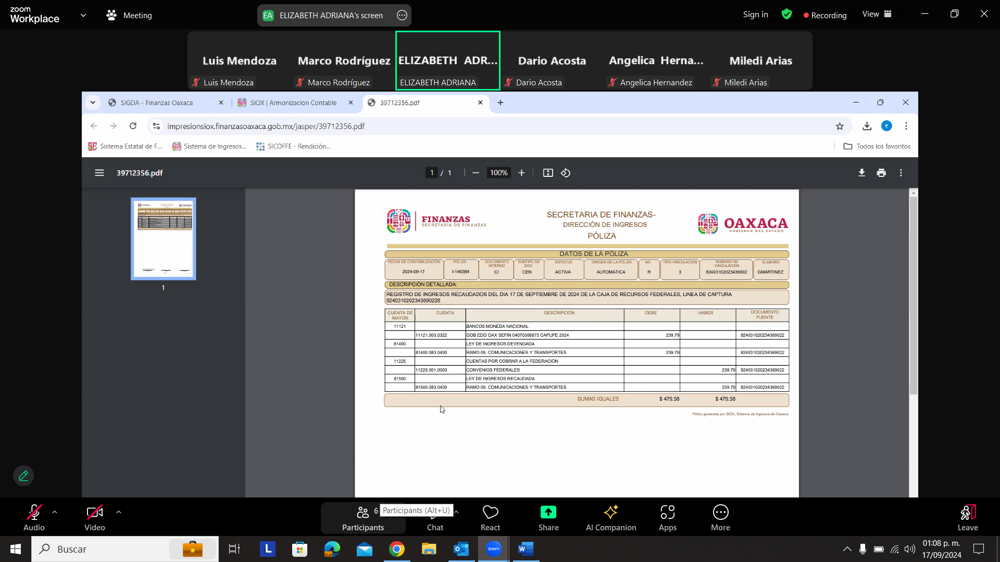 zoom
Workplace
Meeting
EA ELIZABETH ADRIANA's screen
Sign in
Recording
View
Luis Mendoza
Marco Rodríguez
ELIZABETH ADR...
Dario Acosta
Angelica Herna...
Miledi Arias
Luis Mendoza
Marco Rodríguez
ELIZABETH ADRIANA
Dario Acosta
Angelica Hernandez
Miledi Arias
SIGDA - Finanzas Oaxaca
SiOX | Armonizacion Contable
39712356.pdf
impresionsiox.finanzasoaxaca.gob.mx/jasper/39712356.pdf
e
Sistema Estatal de F...
Sistema de Ingresos...
SICOFFE - Rendición...
Todos los favoritos
39712356.pdf
1 / 1
100%
1
FINANZAS
SECRETARÍA DE FINANZAS
SECRETARIA DE FINANZAS-
DIRECCIÓN DE INGRESOS
PÓLIZA
OAXACA
GOBIERNO DEL ESTADO
DATOS DE LA PÓLIZA
FECHA DE CONTABILIZACIÓN PÓLIZA DOCUMENTO INTERNO SUBTIPO DE DOC. ESTATUS ORIGEN DE LA PÓLIZA MC TIPO VINCULACIÓN NÚMERO DE VINCULACIÓN ELABORÓ
2024-09-17 I-146384 CI CEN ACTIVA AUTOMATICA R 3 82403102023436902 GMARTINEZ
DESCRIPCIÓN DETALLADA:
REGISTRO DE INGRESOS RECAUDADOS DEL DIA 17 DE SEPTIEMBRE DE 2024 DE LA CAJA DE RECURSOS FEDERALES, LINEA DE CAPTURA
8240310202343690228
CUENTA DE MAYOR CUENTA DESCRIPCIÓN DEBE HABER DOCUMENTO FUENTE
11121 BANCOS MONEDA NACIONAL
11121.003.0322 GOB EDO OAX SEFIN 04070306873 CAPUFE 2024 239.79 824031020234369022
81400 LEY DE INGRESOS DEVENGADA
81400.083.0400 RAMO 09. COMUNICACIONES Y TRANSPORTES 239.79 824031020234369022
11225 CUENTAS POR COBRAR A LA FEDERACIÓN
11225.001.0003 CONVENIOS FEDERALES 239.79 824031020234369022
81500 LEY DE INGRESOS RECAUDADA
81500.083.0400 RAMO 09. COMUNICACIONES Y TRANSPORTES 239.79 824031020234369022
SUMAS IGUALES $ 479.58 $ 479.58
Póliza generada por SIOX, Sistema de Ingresos de Oaxaca
6
Participants (Alt+U)
Audio
Video
Participants
Chat
React
Share
AI Companion
Apps
More
Leave
Buscar
L
zoom
W
01:08 p. m.
17/09/2024